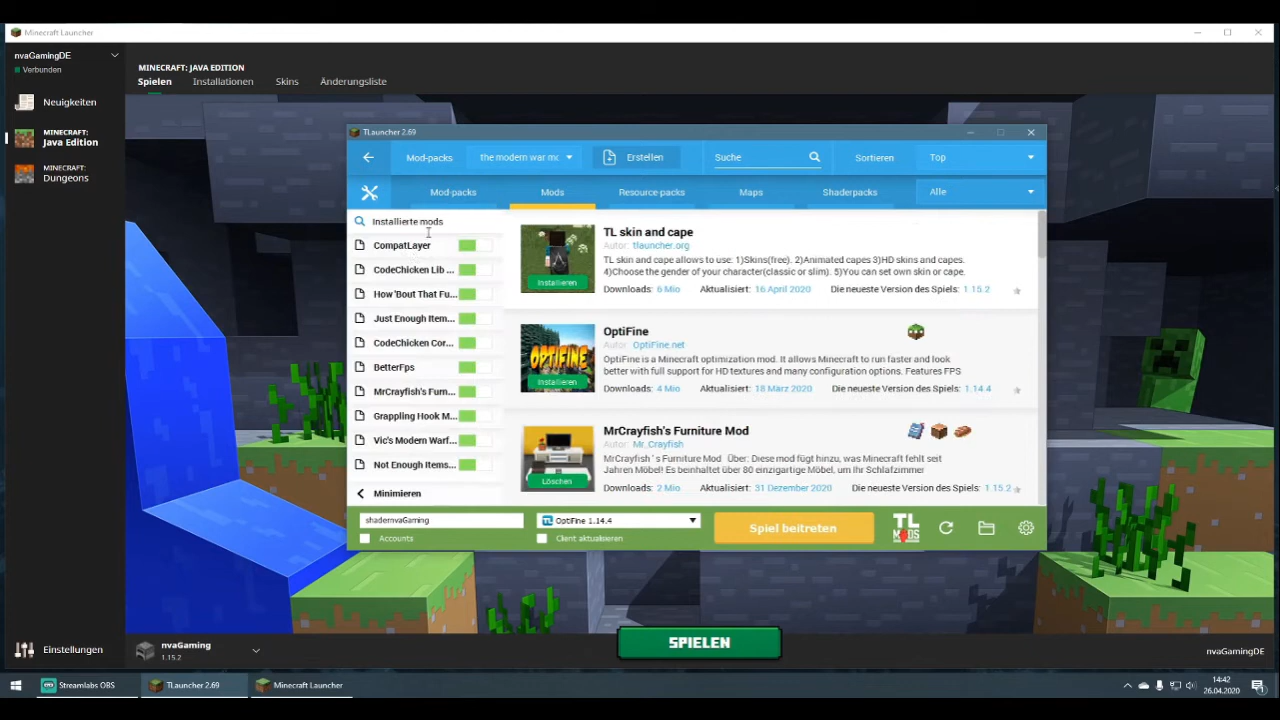 Minecraft Launcher
nvaGamingDE
Verbunden
Neuigkeiten
MINECRAFT:
Java Edition
MINECRAFT:
Dungeons
Einstellungen
MINECRAFT: JAVA EDITION
Spielen Installationen Skins Änderungsliste
TLauncher 2.69
Mod-packs the modern war mc Erstellen Suche Sortieren Top
Mod-packs Mods Resource-packs Maps Shaderpacks Alle
Installierte mods
CompatLayer
CodeChicken Lib ...
How 'Bout That Fu...
Just Enough Item...
CodeChicken Cor...
BetterFps
MrCrayfish's Furn...
Grappling Hook M...
Vic's Modern Warf...
Not Enough Items...
Minimieren
TL skin and cape
Autor: tlauncher.org
TL skin and cape allows to use: 1)Skins(free). 2)Animated capes 3)HD skins and capes.
4)Choose the gender of your character(classic or slim). 5)You can set own skin or cape.
Installieren
Downloads: 6 Mio Aktualisiert: 16 April 2020 Die neueste Version des Spiels: 1.15.2
OptiFine
Autor: OptiFine.net
OPTIFINE
OptiFine is a Minecraft optimization mod. It allows Minecraft to run faster and look
better with full support for HD textures and many configuration options. Features FPS
Installieren
Downloads: 4 Mio Aktualisiert: 18 März 2020 Die neueste Version des Spiels: 1.14.4
MrCrayfish's Furniture Mod
Autor: Mr_Crayfish
MrCrayfish ' s Furniture Mod Über: Diese mod fügt hinzu, was Minecraft fehlt seit
Jahren Möbel! Es beinhaltet über 80 einzigartige Möbel, um Ihr Schlafzimmer
Löschen
Downloads: 2 Mio Aktualisiert: 31 Dezember 2020 Die neueste Version des Spiels: 1.15.2
shadernvaGaming TL OptiFine 1.14.4 Spiel beitreten TL MODS
Accounts Client aktualisieren
nvaGaming
1.15.2
SPIELEN
nvaGamingDE
Streamlabs OBS TLauncher 2.69 Minecraft Launcher
14:42
26.04.2020
1